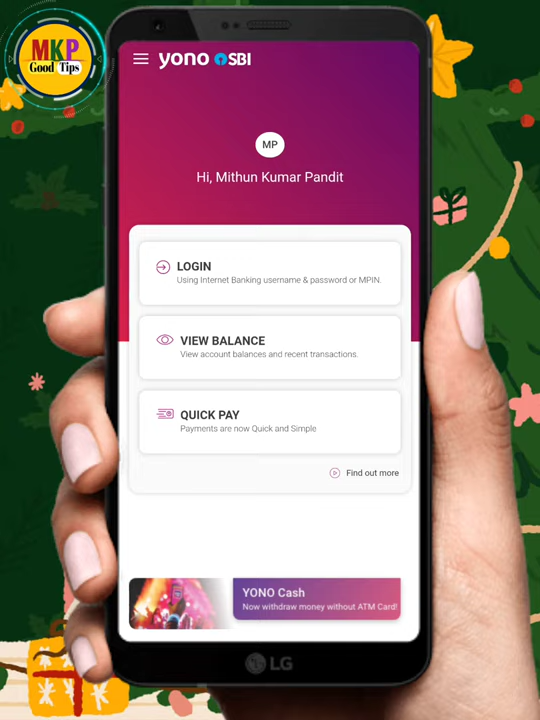 MKP
Good Tips
yono SBI
MP
Hi, Mithun Kumar Pandit
LOGIN
Using Internet Banking username & password or MPIN.
VIEW BALANCE
View account balances and recent transactions.
QUICK PAY
Payments are now Quick and Simple
Find out more
YONO Cash
Now withdraw money without ATM Card!
LG